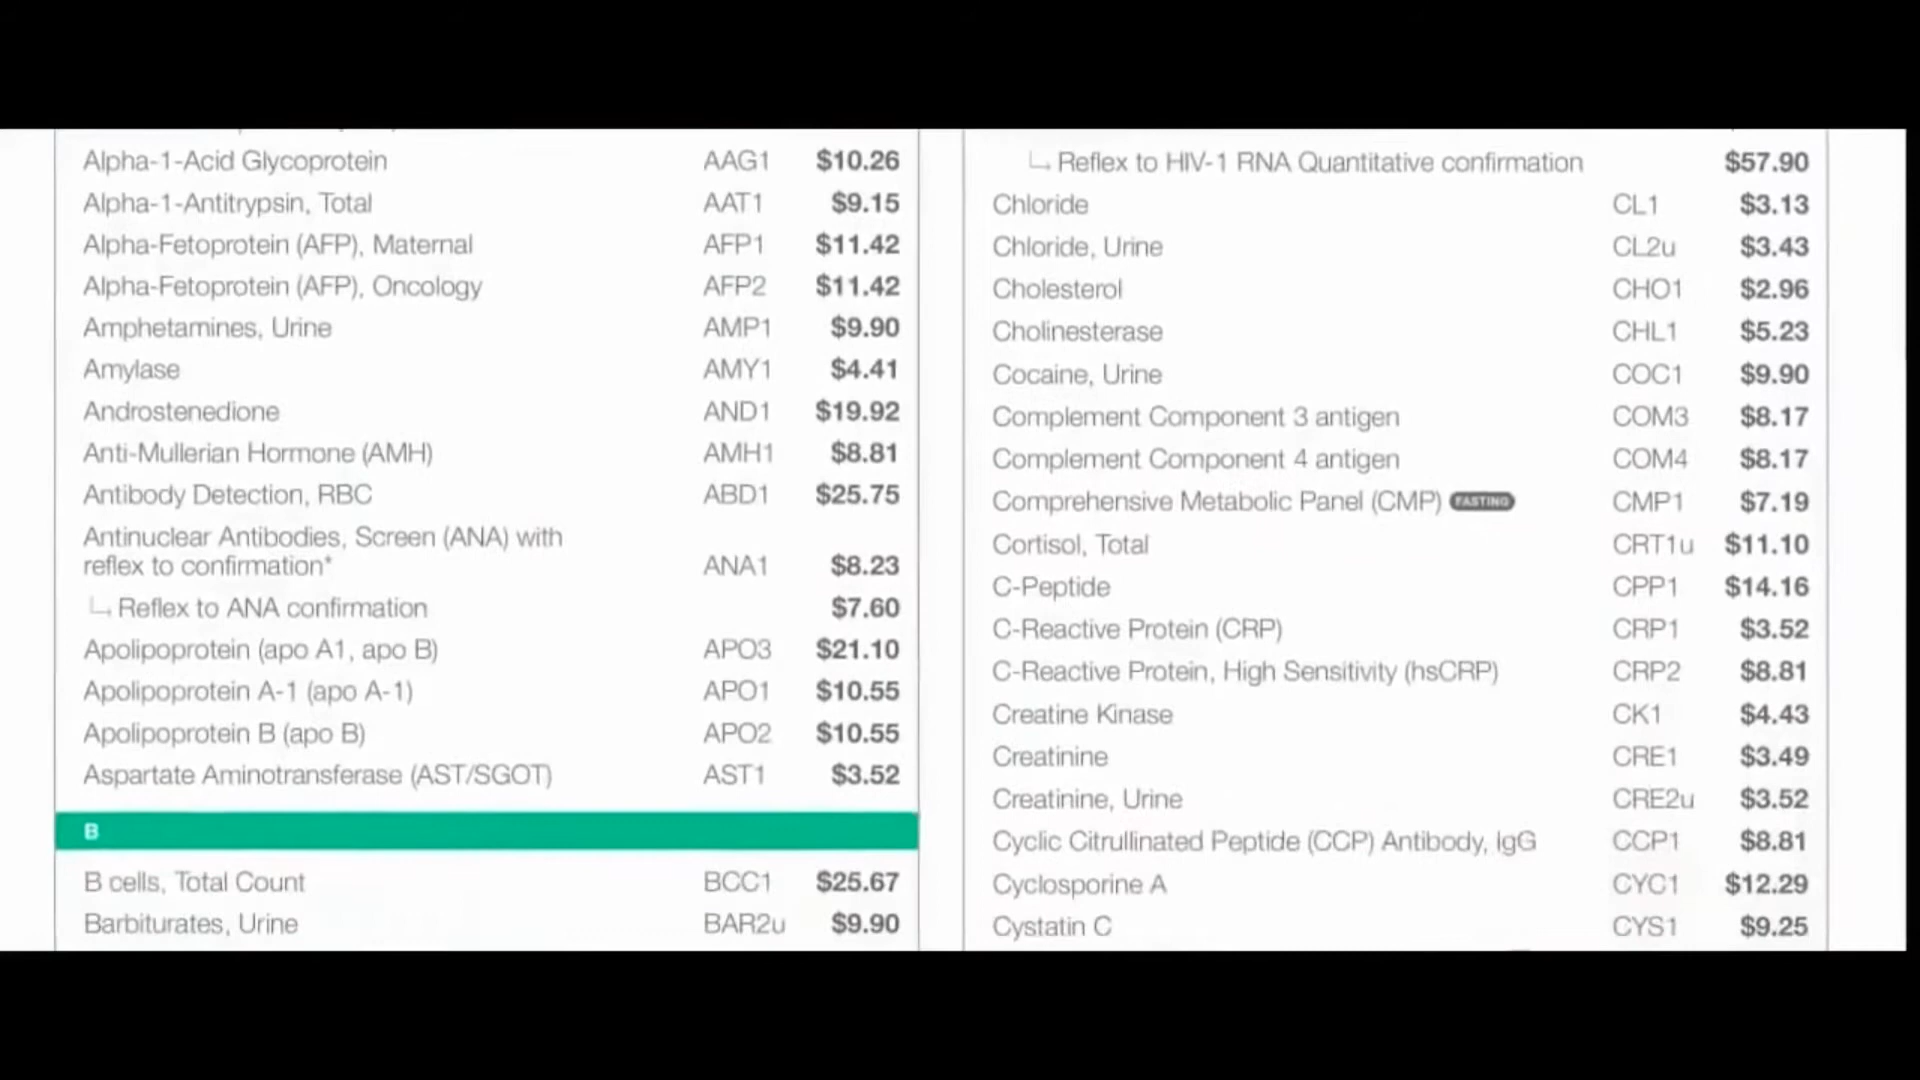 Alpha-1-Acid Glycoprotein AAG1 $10.26
Alpha-1-Antitrypsin, Total AAT1 $9.15
Alpha-Fetoprotein (AFP), Maternal AFP1 $11.42
Alpha-Fetoprotein (AFP), Oncology AFP2 $11.42
Amphetamines, Urine AMP1 $9.90
Amylase AMY1 $4.41
Androstenedione AND1 $19.92
Anti-Mullerian Hormone (AMH) AMH1 $8.81
Antibody Detection, RBC ABD1 $25.75
Antinuclear Antibodies, Screen (ANA) with
reflex to confirmation* ANA1 $8.23
Reflex to ANA confirmation $7.60
Apolipoprotein (apo A1, apo B) APO3 $21.10
Apolipoprotein A-1 (apo A-1) APO1 $10.55
Apolipoprotein B (apo B) APO2 $10.55
Aspartate Aminotransferase (AST/SGOT) AST1 $3.52
B
B cells, Total Count BCC1 $25.67
Barbiturates, Urine BAR2u $9.90
Reflex to HIV-1 RNA Quantitative confirmation $57.90
Chloride CL1 $3.13
Chloride, Urine CL2u $3.43
Cholesterol CHO1 $2.96
Cholinesterase CHL1 $5.23
Cocaine, Urine COC1 $9.90
Complement Component 3 antigen COM3 $8.17
Complement Component 4 antigen COM4 $8.17
Comprehensive Metabolic Panel (CMP) FASTING CMP1 $7.19
Cortisol, Total CRT1u $11.10
C-Peptide CPP1 $14.16
C-Reactive Protein (CRP) CRP1 $3.52
C-Reactive Protein, High Sensitivity (hsCRP) CRP2 $8.81
Creatine Kinase CK1 $4.43
Creatinine CRE1 $3.49
Creatinine, Urine CRE2u $3.52
Cyclic Citrullinated Peptide (CCP) Antibody, IgG CCP1 $8.81
Cyclosporine A CYC1 $12.29
Cystatin C CYS1 $9.25